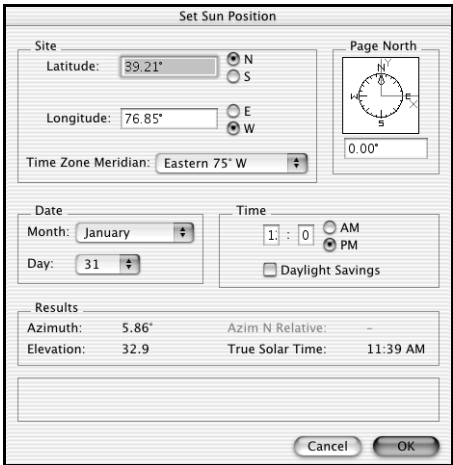 Set Sun Position
Site
Latitude: 39.21° N
S
Longitude: 76.85° E
W
Time Zone Meridian: Eastern 75° W
Page North
N Y
W E
X
S
0.00°
Date
Month: January
Day: 31
Time
: 0 AM
PM
Daylight Savings
Results
Azimuth: 5.86° Azim N Relative: –
Elevation: 32.9 True Solar Time: 11:39 AM
Cancel OK